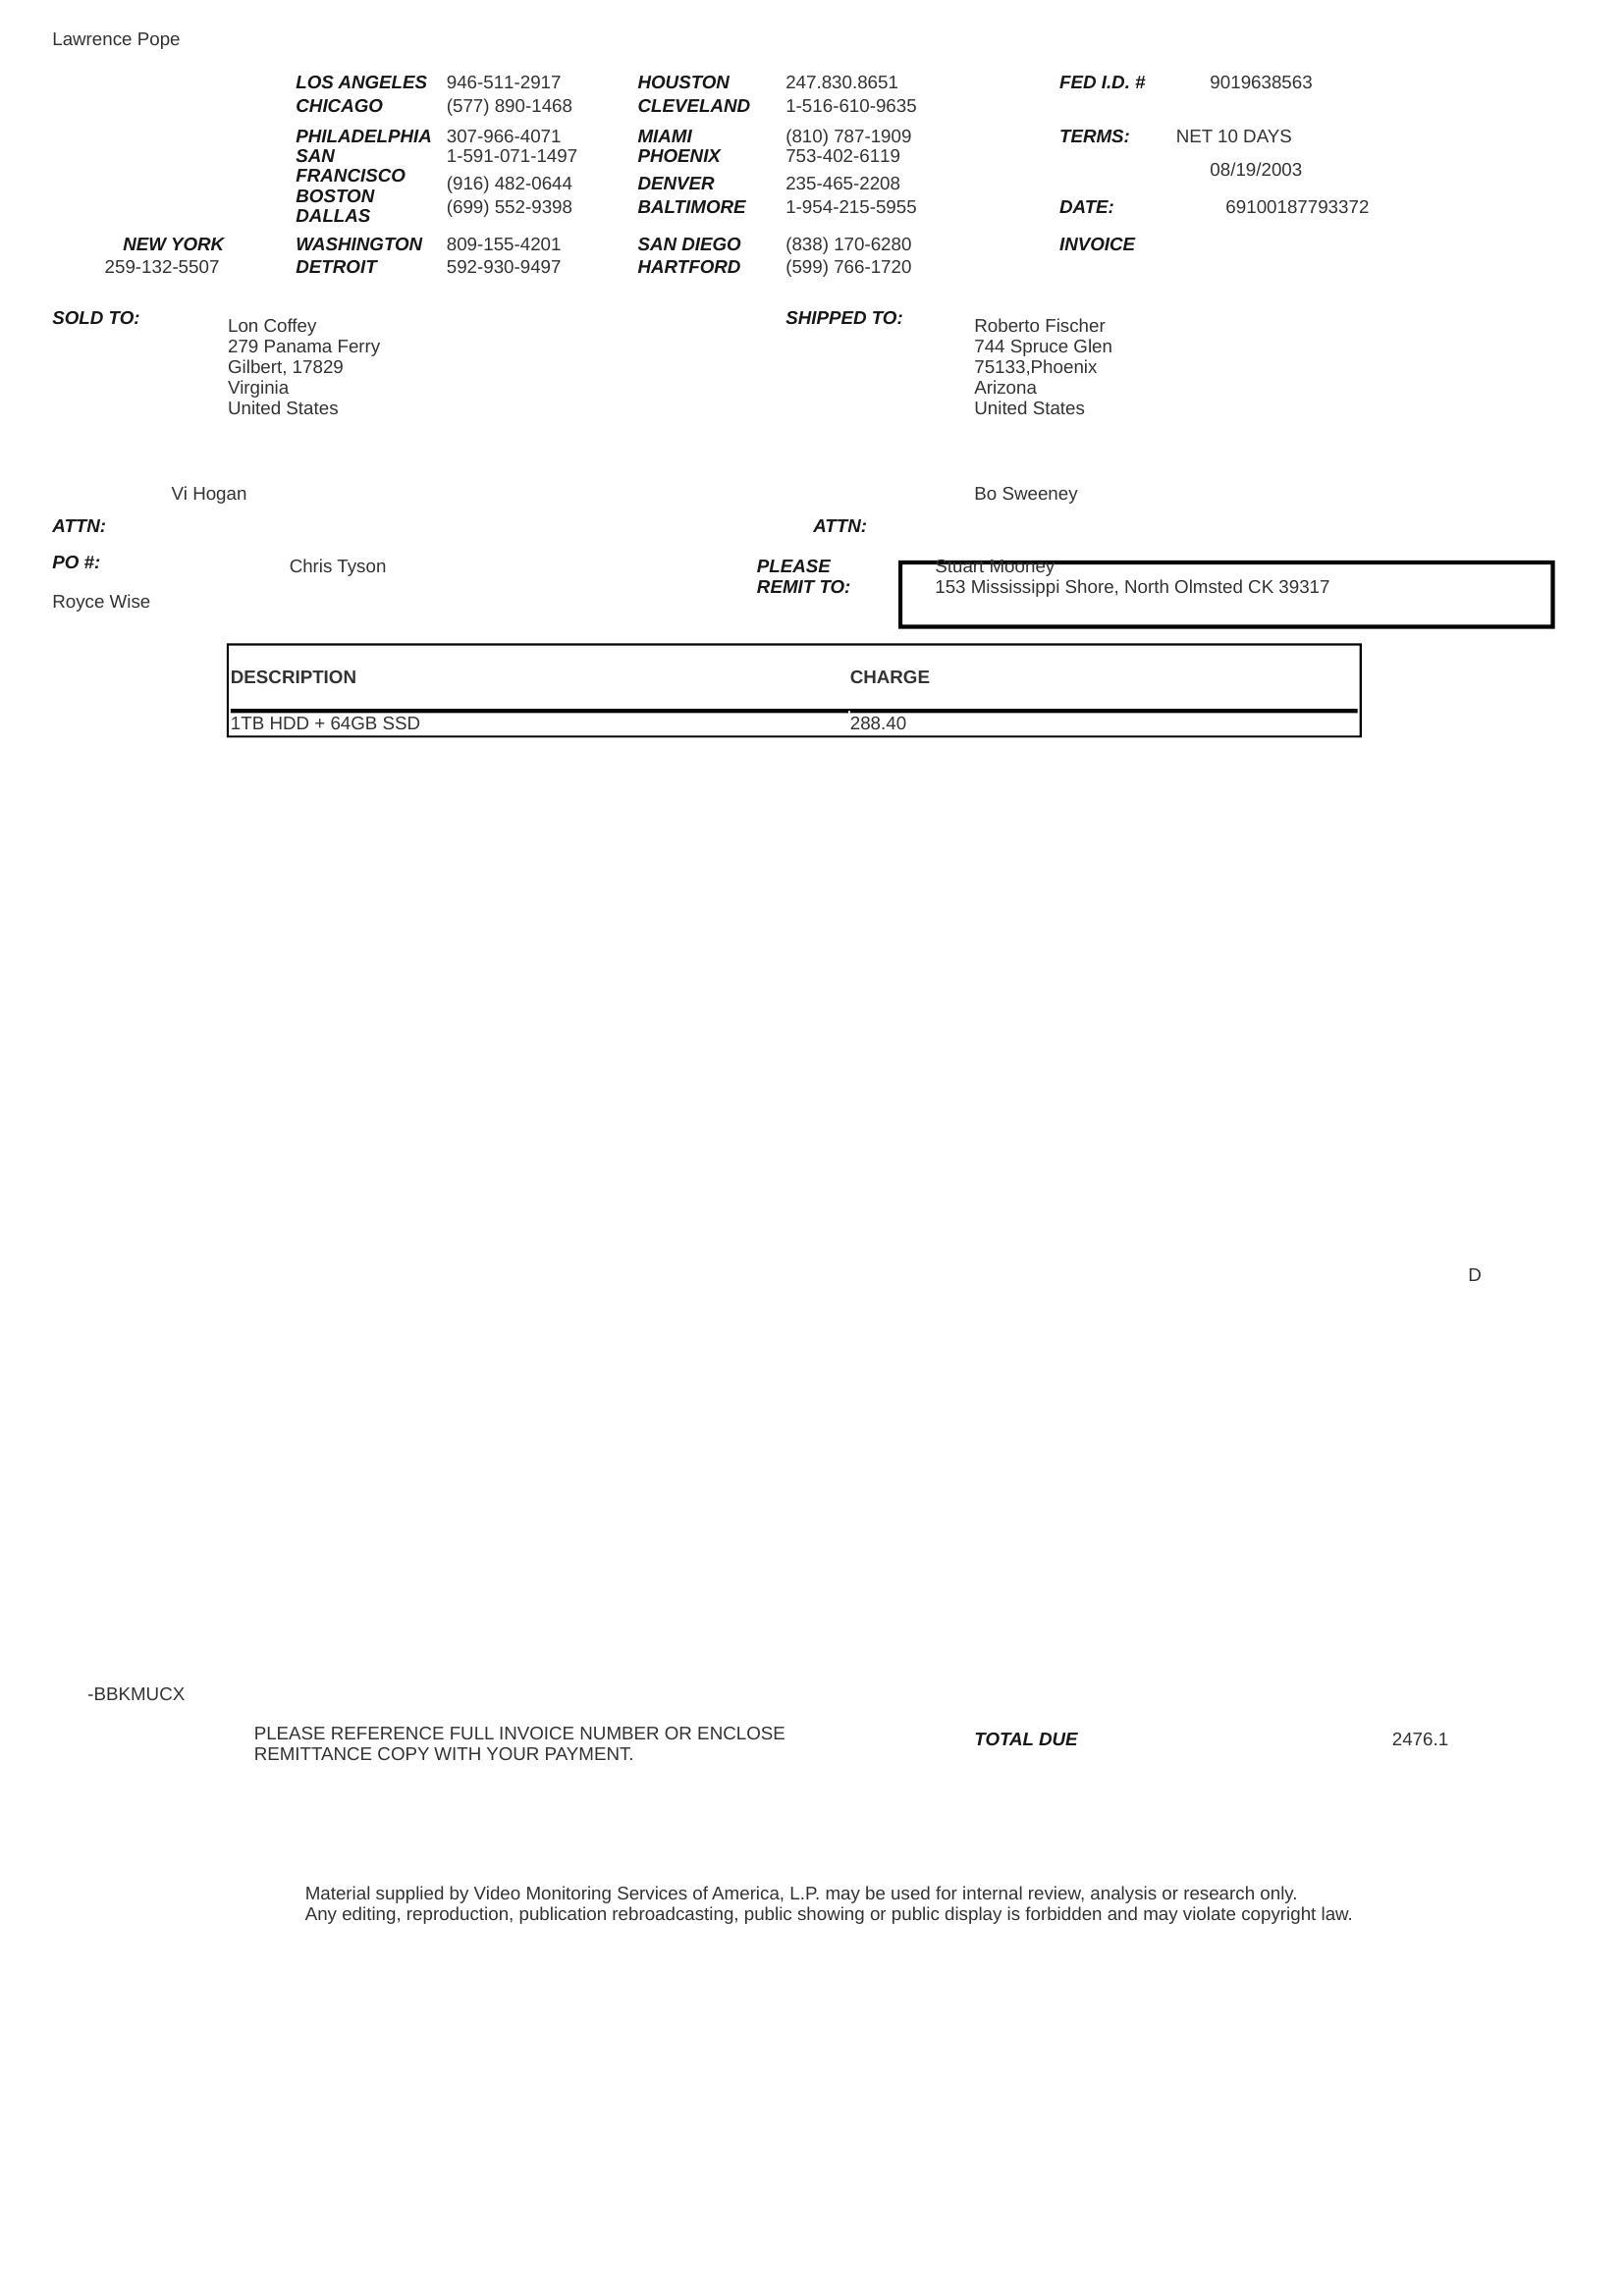 Lawrence Pope
LOS ANGELES 946-511-2917 HOUSTON 247.830.8651 FED I.D. # 9019638563
CHICAGO (577) 890-1468 CLEVELAND 1-516-610-9635
PHILADELPHIA 307-966-4071 MIAMI (810) 787-1909 TERMS: NET 10 DAYS
SAN 1-591-071-1497 PHOENIX 753-402-6119
08/19/2003
FRANCISCO (916) 482-0644 DENVER 235-465-2208
BOSTON
(699) 552-9398 BALTIMORE 1-954-215-5955 DATE: 69100187793372
DALLAS
NEW YORK WASHINGTON 809-155-4201 SAN DIEGO (838) 170-6280 INVOICE
259-132-5507 DETROIT 592-930-9497 HARTFORD (599) 766-1720
SOLD TO: SHIPPED TO:
Lon Coffey Roberto Fischer
279 Panama Ferry 744 Spruce Glen
Gilbert, 17829 75133,Phoenix
Virginia Arizona
United States United States
Vi Hogan Bo Sweeney
ATTN: ATTN:
PO #: Chris Tyson PLEASE Stuart Mooney
REMIT TO: 153 Mississippi Shore, North Olmsted CK 39317
Royce Wise
DESCRIPTION CHARGE
1TB HDD + 64GB SSD 288.40
D
-BBKMUCX
PLEASE REFERENCE FULL INVOICE NUMBER OR ENCLOSE TOTAL DUE 2476.1
REMITTANCE COPY WITH YOUR PAYMENT.
Material supplied by Video Monitoring Services of America, L.P. may be used for internal review, analysis or research only.
Any editing, reproduction, publication rebroadcasting, public showing or public display is forbidden and may violate copyright law.